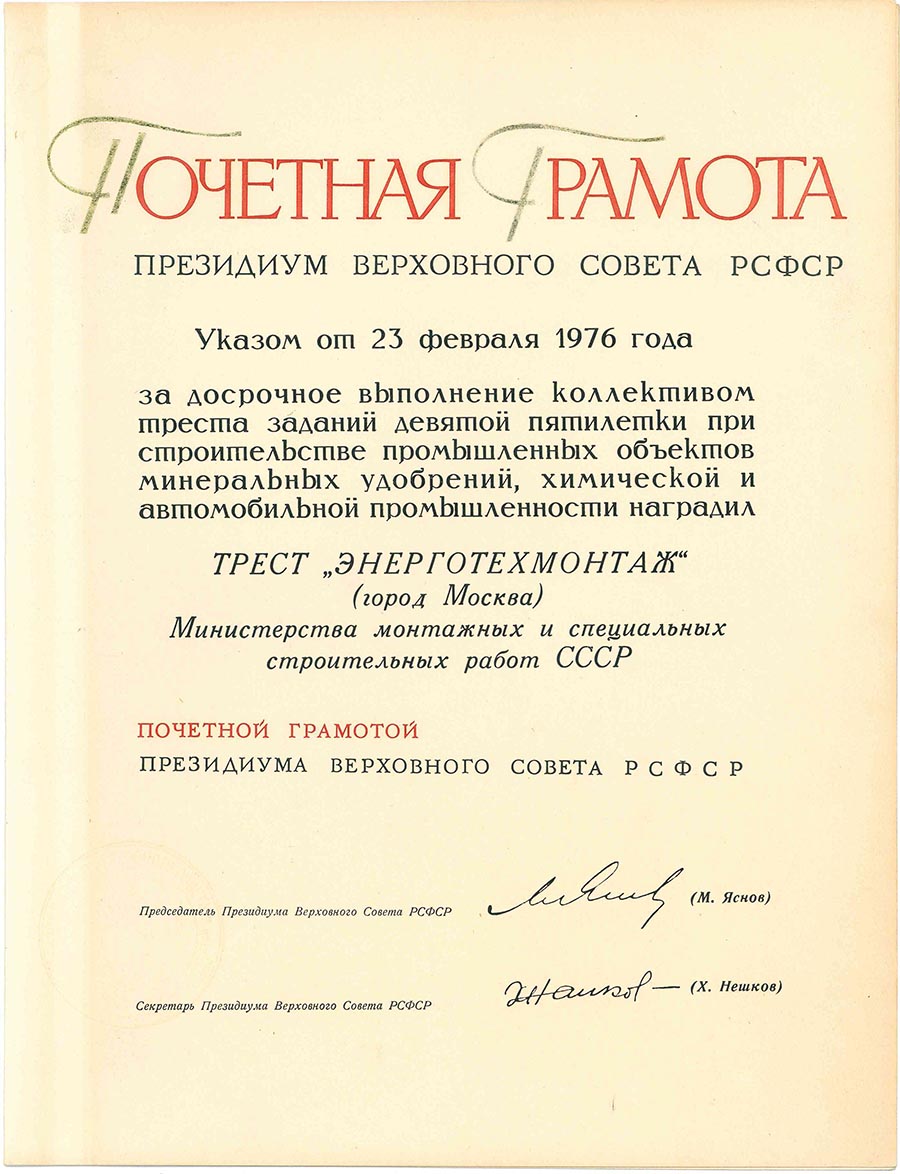 Почетная Грамота
ПРЕЗИДИУМ ВЕРХОВНОГО СОВЕТА РСФСР
Указом от 23 февраля 1976 года
за досрочное выполнение коллективом
треста заданий девятой пятилетки при
строительстве промышленных объектов
минеральных удобрений, химической и
автомобильной промышленности наградил
ТРЕСТ „ЭНЕРГОТЕХМОНТАЖ“
(город Москва)
Министерства монтажных и специальных
строительных работ СССР
ПОЧЕТНОЙ ГРАМОТОЙ
ПРЕЗИДИУМА ВЕРХОВНОГО СОВЕТА РСФСР
Председатель Президиума Верховного Совета РСФСР (М. Яснов)
Секретарь Президиума Верховного Совета РСФСР (Х. Нешков)